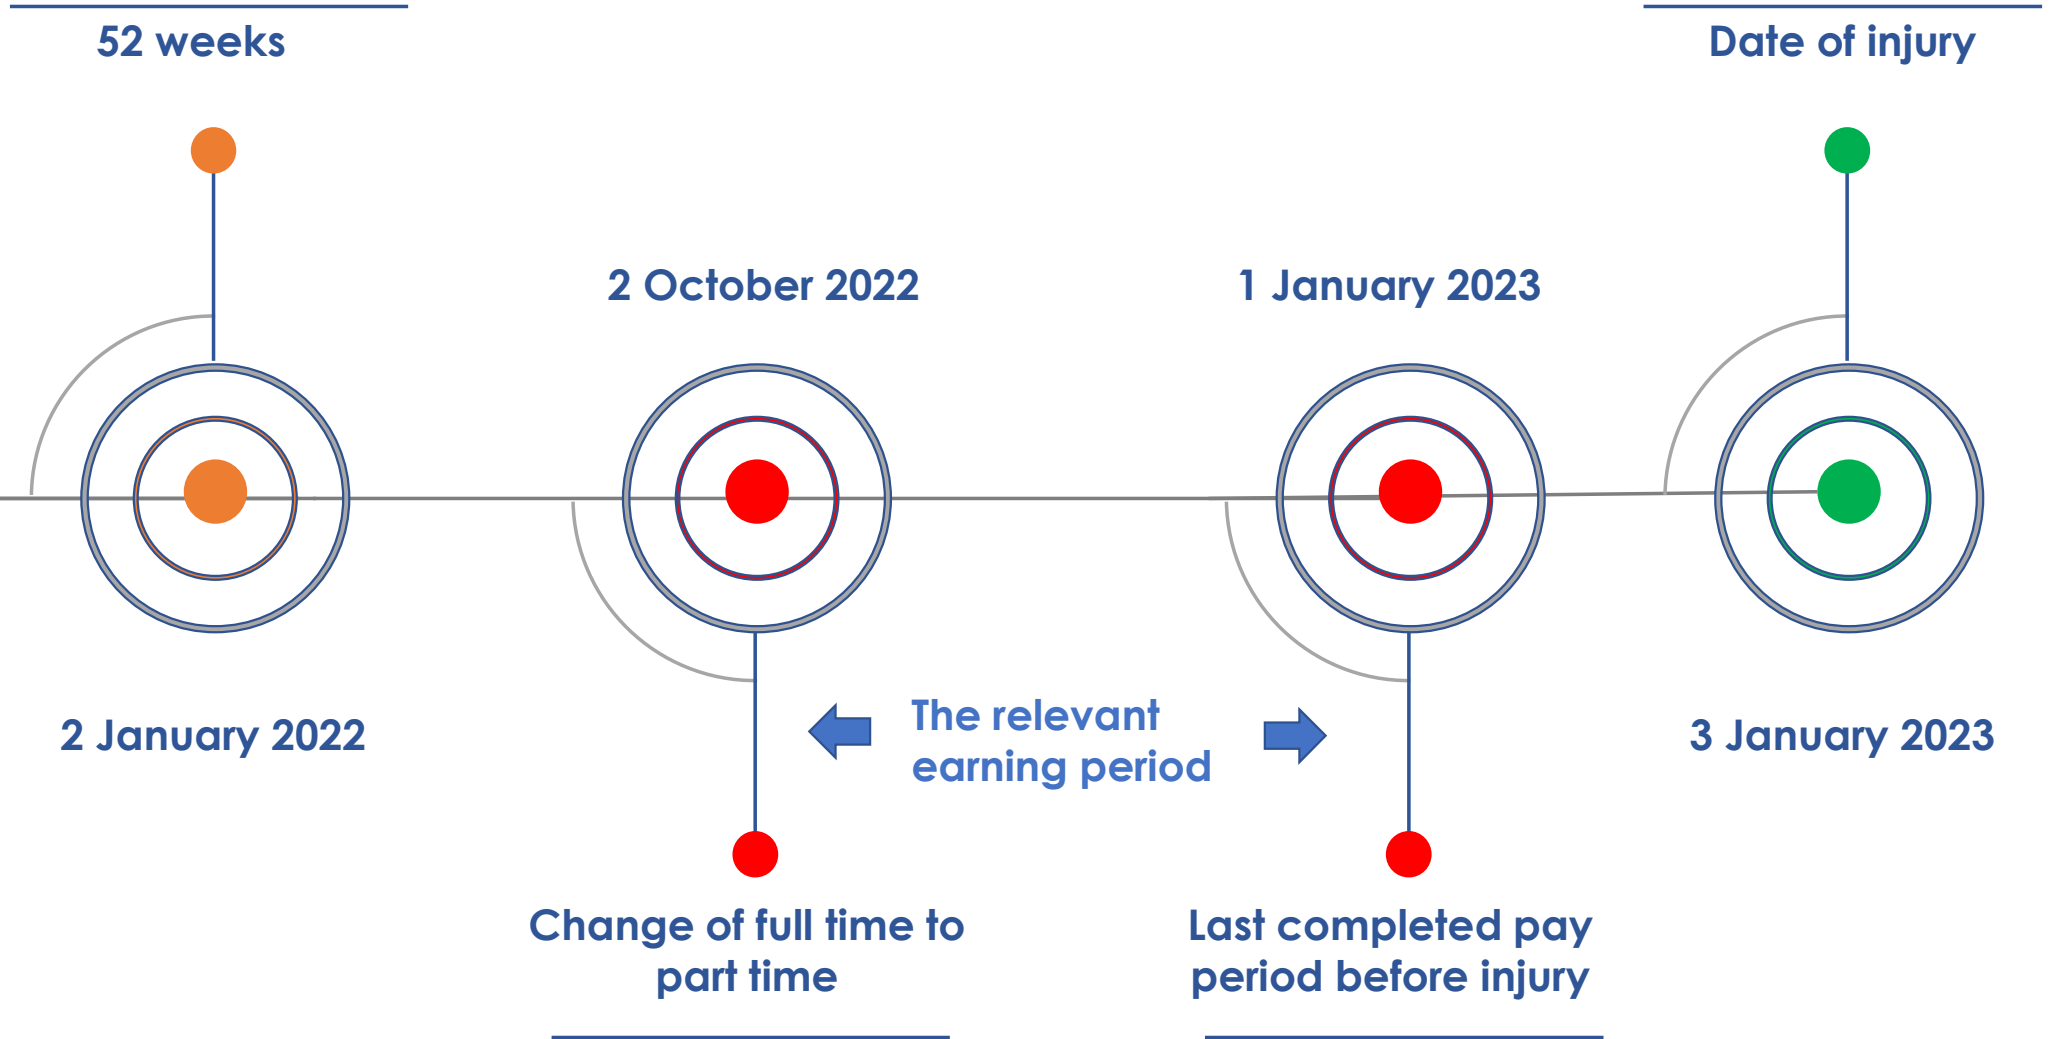 52 weeks
Date of injury
2 October 2022
1 January 2023
2 January 2022
The relevant
earning period
3 January 2023
Change of full time to
part time
Last completed pay
period before injury